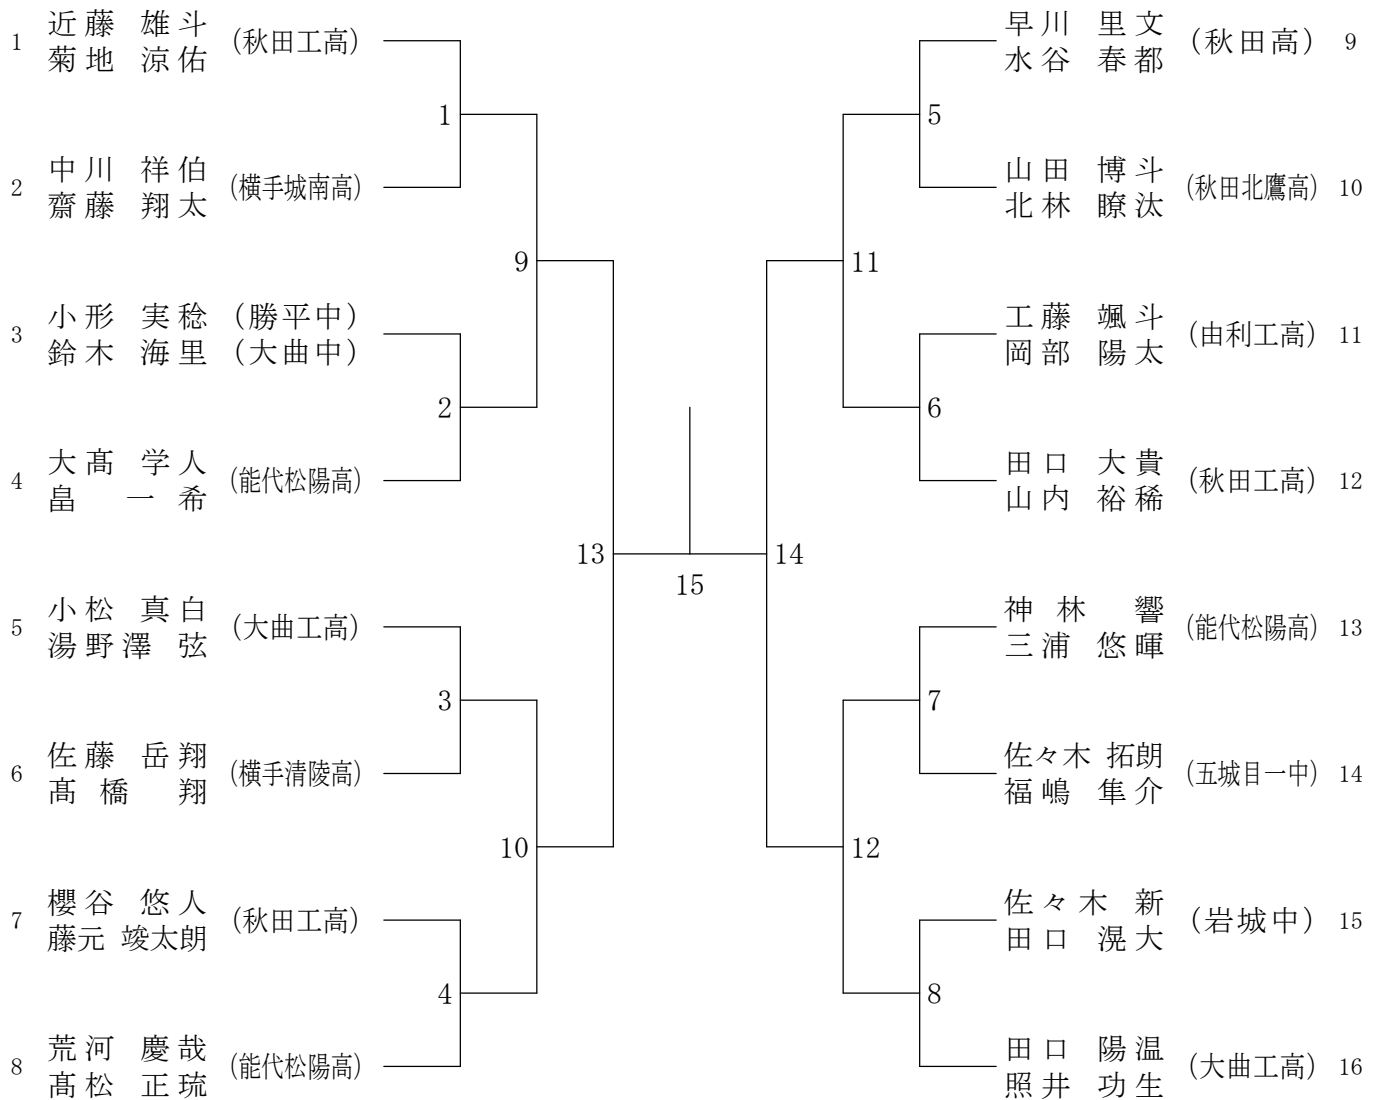 1 近藤 雄斗 (秋田工高)
菊地 涼佑
1
2 中川 祥伯 (横手城南高)
齋藤 翔太
9
3 小形 実稔 (勝平中)
鈴木 海里 (大曲中)
2
4 大髙 学人 (能代松陽高)
畠 一希
13
5 小松 真白 (大曲工高)
湯野澤 弦
3
6 佐藤 岳翔 (横手清陵高)
髙橋 翔
10
7 櫻谷 悠人 (秋田工高)
藤元 竣太朗
4
8 荒河 慶哉 (能代松陽高)
髙松 正琉
15
早川 里文 (秋田高) 9
水谷 春都
5
山田 博斗 (秋田北鷹高) 10
北林 瞭汰
11
工藤 颯斗 (由利工高) 11
岡部 陽太
6
田口 大貴 (秋田工高) 12
山内 裕稀
14
神林 響 (能代松陽高) 13
三浦 悠暉
7
佐々木 拓朗 (五城目一中) 14
福嶋 隼介
12
佐々木 新 (岩城中) 15
田口 滉大
8
田口 陽温 (大曲工高) 16
照井 功生